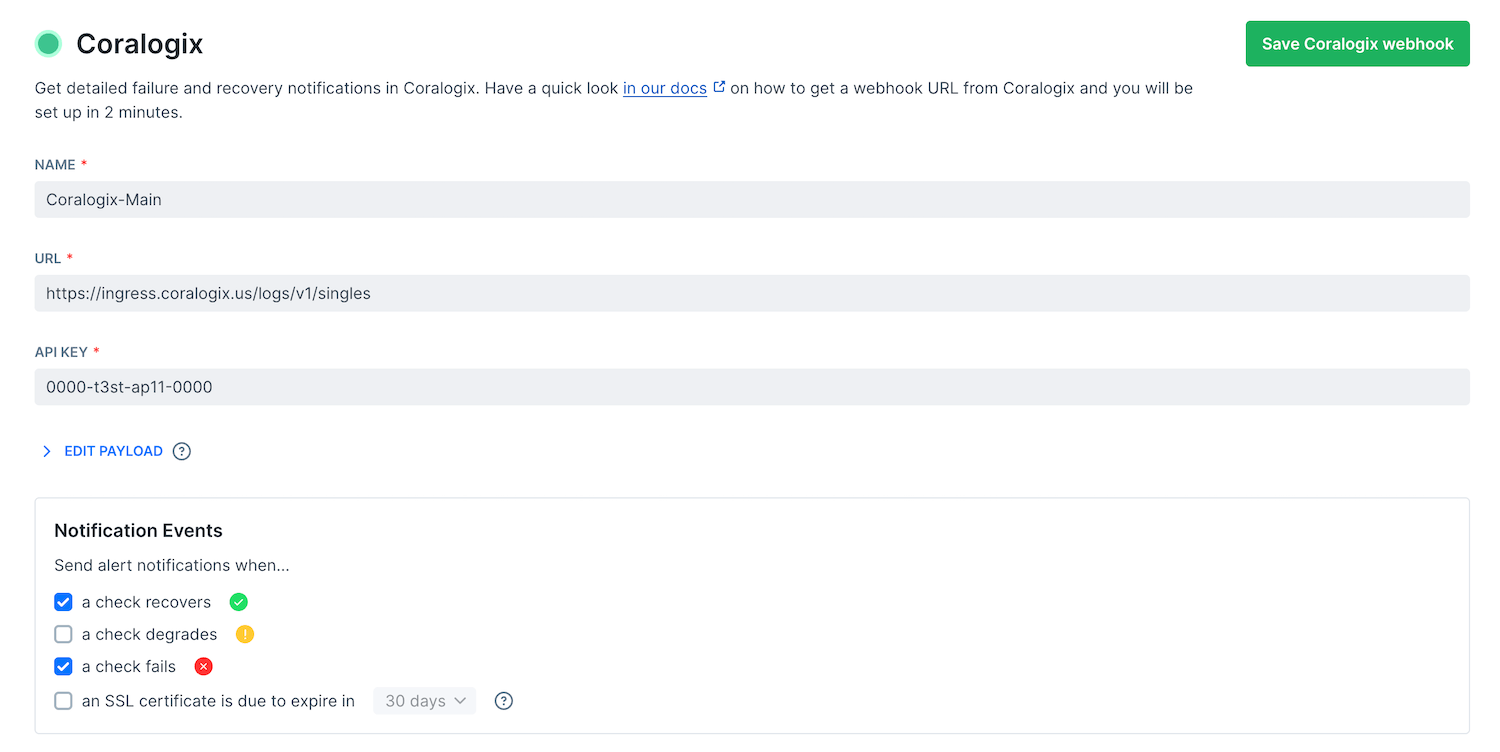 Coralogix
Save Coralogix webhook
Get detailed failure and recovery notifications in Coralogix. Have a quick look in our docs on how to get a webhook URL from Coralogix and you will be
set up in 2 minutes.
NAME *
Coralogix-Main
URL *
https://ingress.coralogix.us/logs/v1/singles
API KEY *
0000-t3st-ap11-0000
EDIT PAYLOAD ?
Notification Events
Send alert notifications when...
a check recovers
a check degrades !
a check fails
an SSL certificate is due to expire in 30 days ?